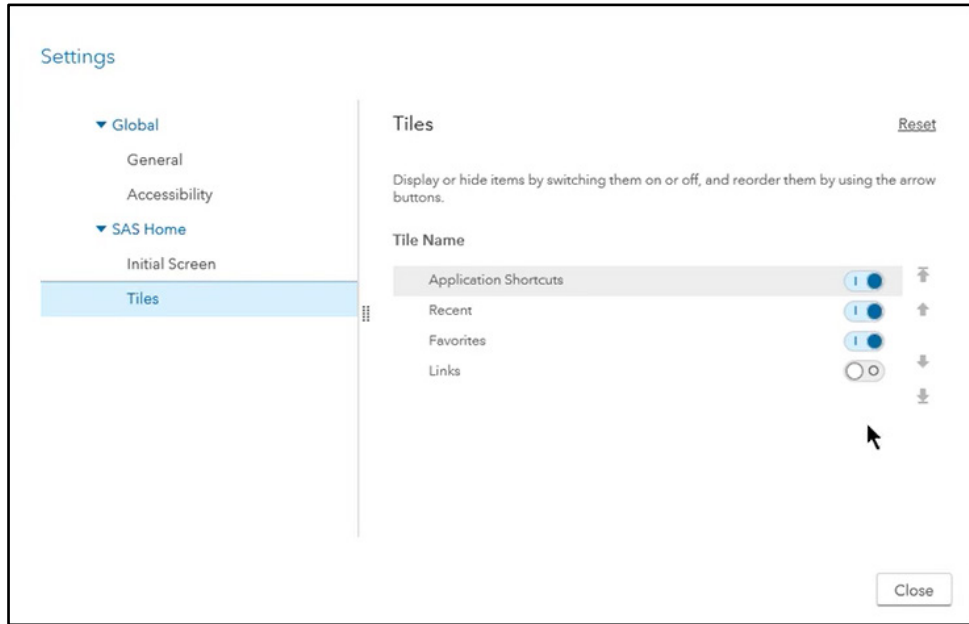 Settings
Global
General
Accessibility
SAS Home
Initial Screen
Tiles
Tiles
Reset
Display or hide items by switching them on or off, and reorder them by using the arrow
buttons.
Tile Name
Application Shortcuts
Recent
Favorites
Links
Close